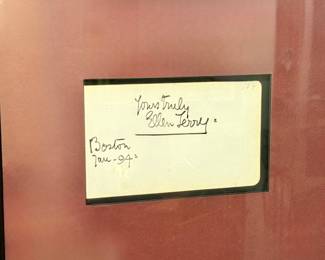 Yours truly
Ellen Terry:
Boston
Jan-94: